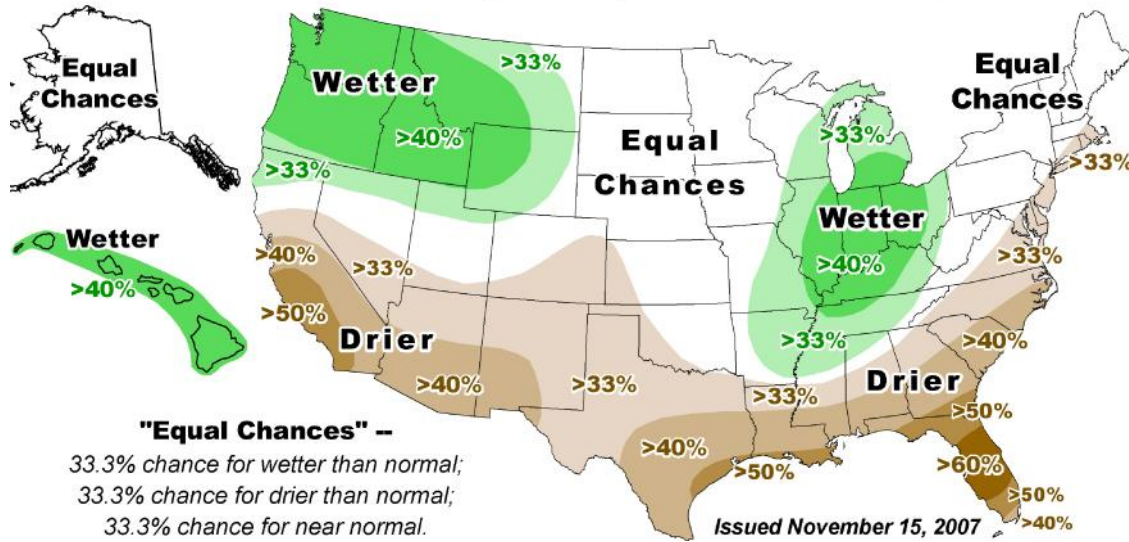 Equal
Chances
Wetter
>33%
>40%
>33%
Equal
Chances
Equal
Chances
>33%
>33%
Wetter
>40%
>33%
Wetter
>40%
>40%
>33%
>50%
Drier
>40%
>33%
>40%
>50%
>33%
Drier
>33%
>40%
>50%
>60%
>50%
>40%
"Equal Chances" --
33.3% chance for wetter than normal;
33.3% chance for drier than normal;
33.3% chance for near normal.
Issued November 15, 2007